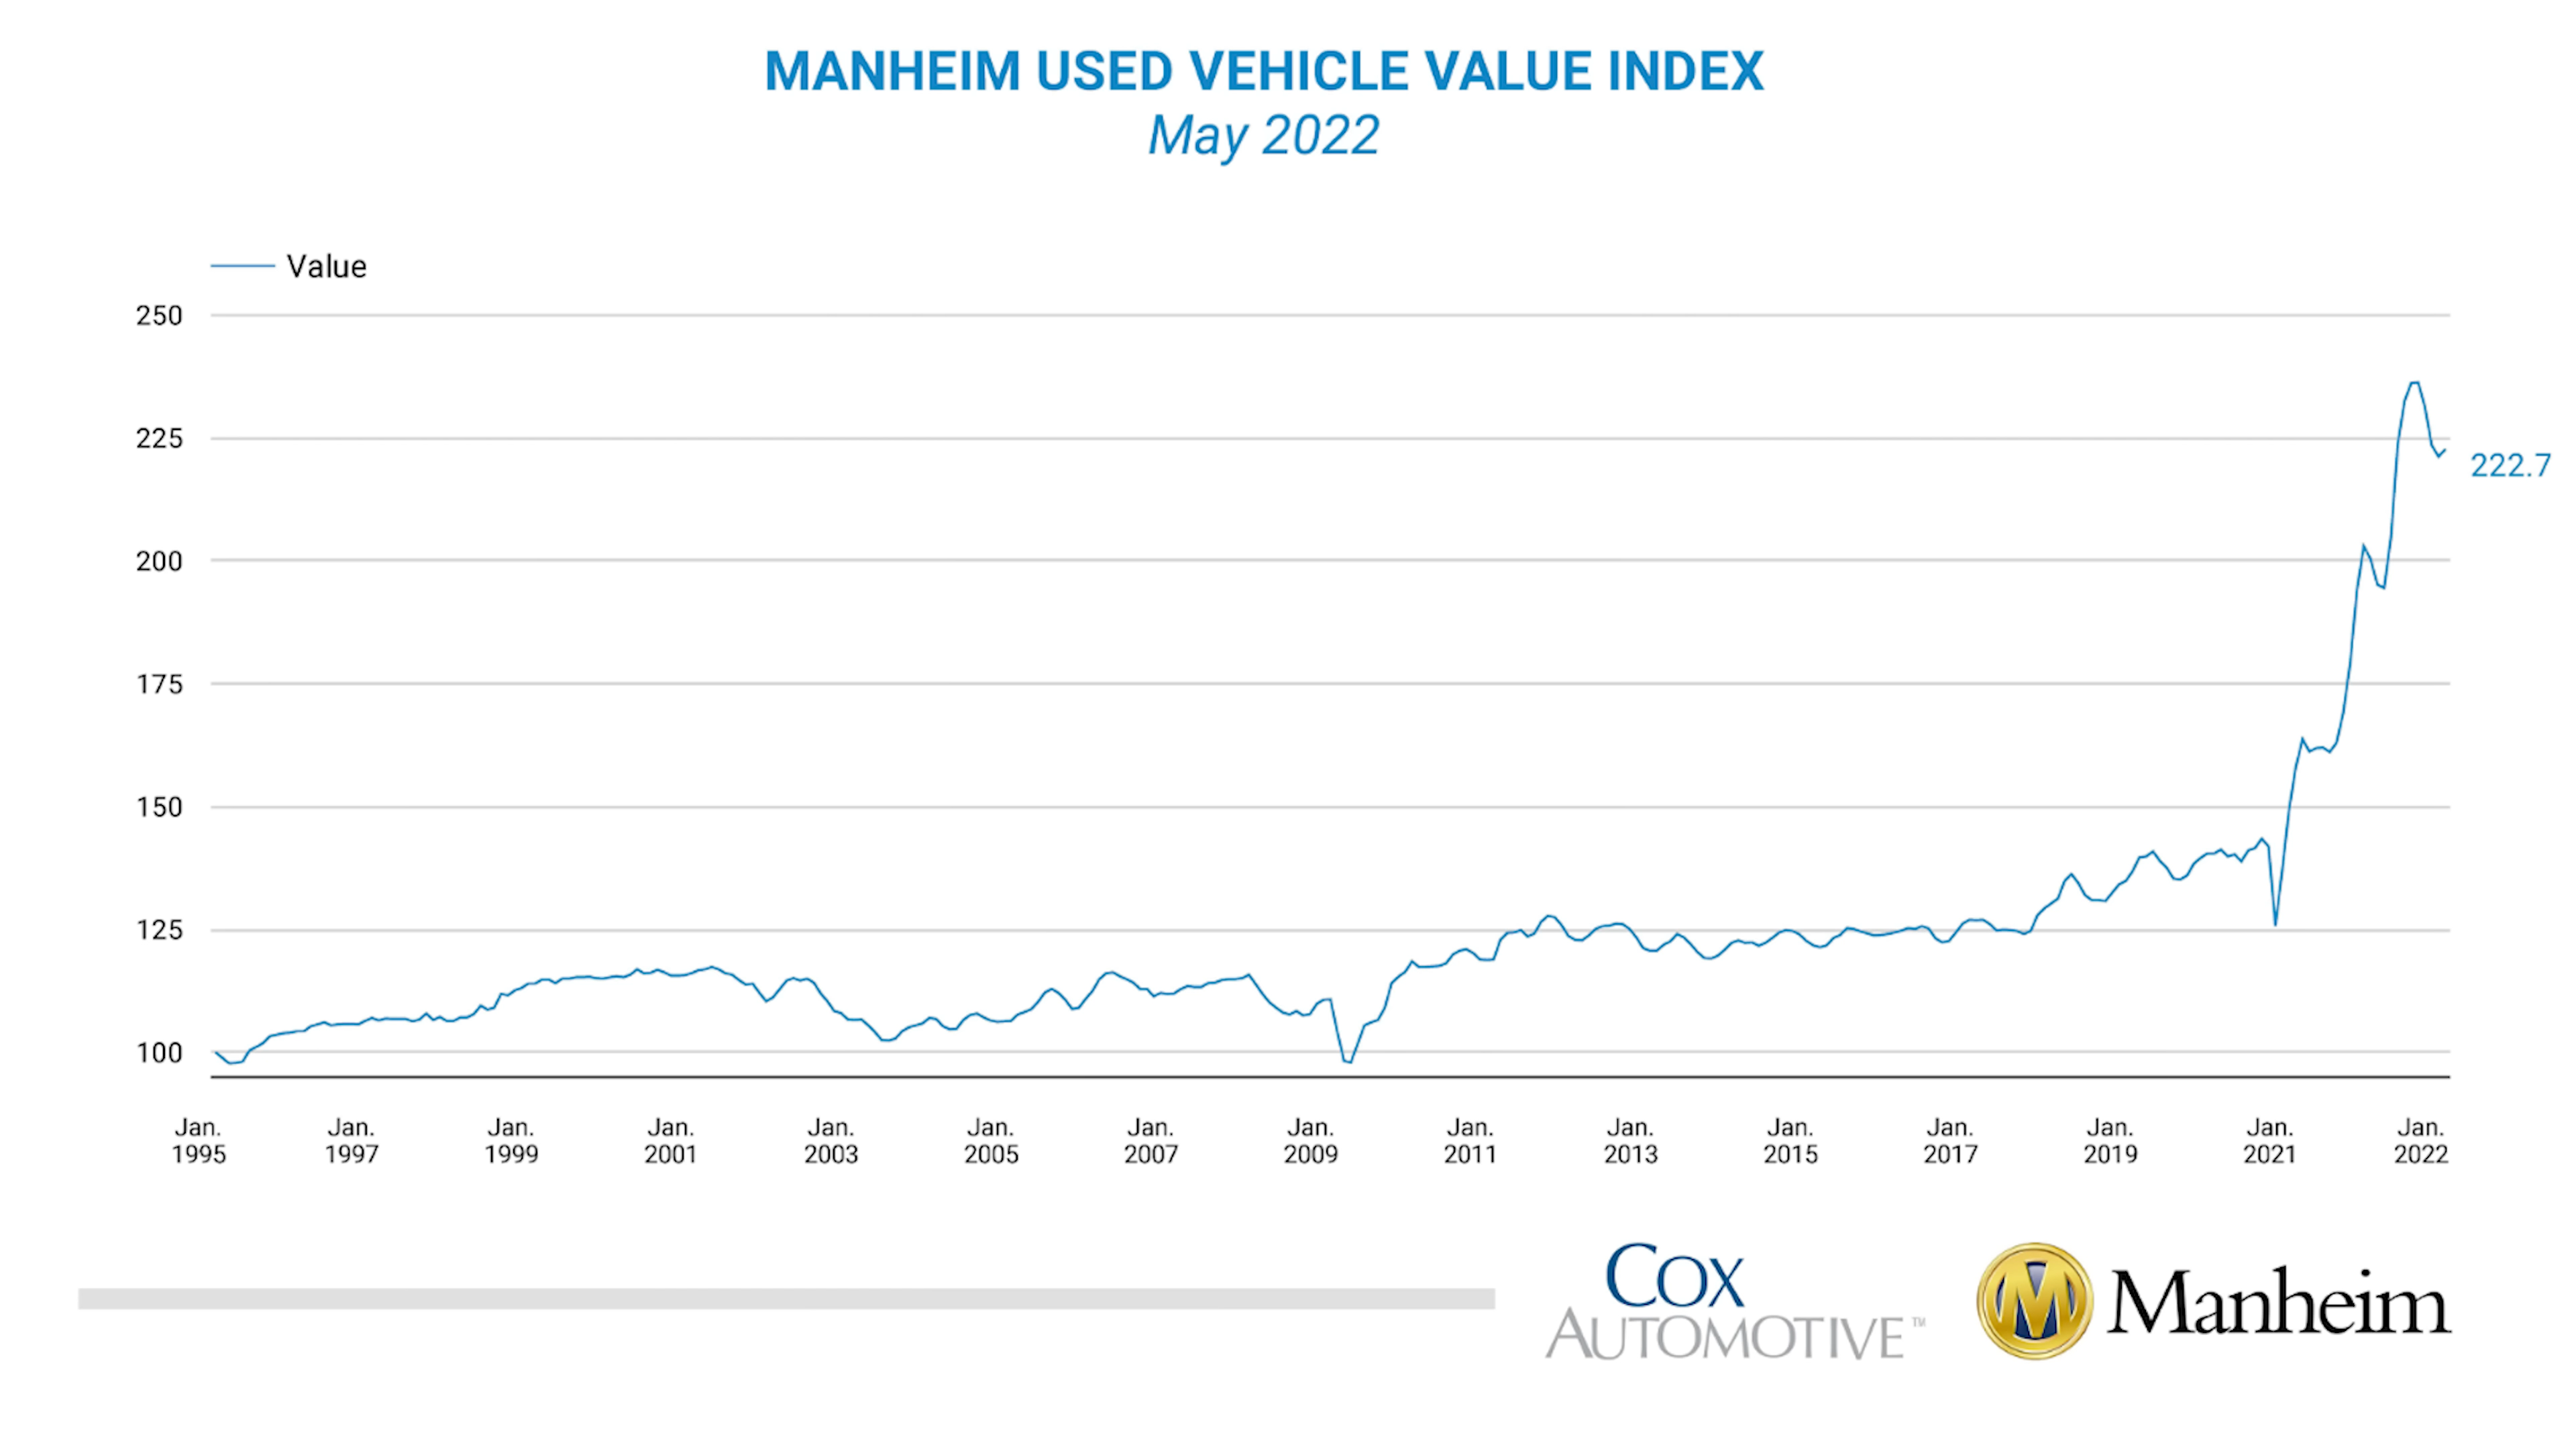 MANHEIM USED VEHICLE VALUE INDEX
May 2022
Value
250
225
222.7
200
175
150
125
100
Jan. 1995
Jan. 1997
Jan. 1999
Jan. 2001
Jan. 2003
Jan. 2005
Jan. 2007
Jan. 2009
Jan. 2011
Jan. 2013
Jan. 2015
Jan. 2017
Jan. 2019
Jan. 2021
Jan. 2022
COX
AUTOMOTIVE™
M
Manheim